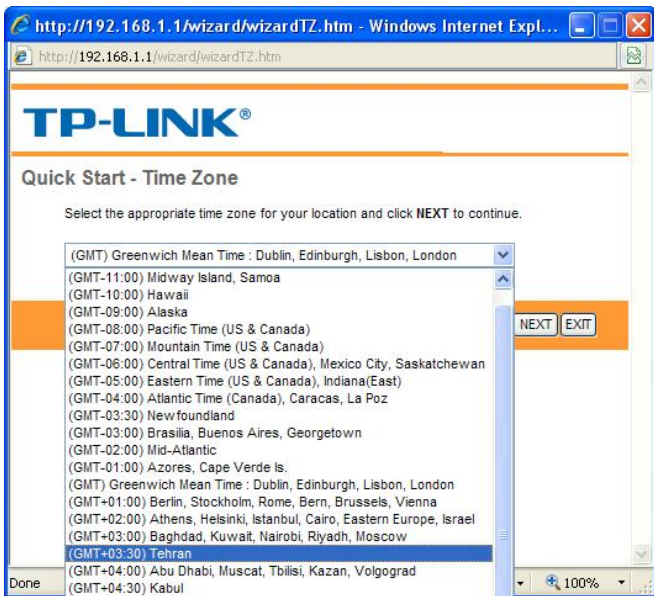 http://192.168.1.1/wizard/wizardTZ.htm - Windows Internet Expl...
http://192.168.1.1/wizard/wizardTZ.htm
TP-LINK®
Quick Start - Time Zone
Select the appropriate time zone for your location and click NEXT to continue.
(GMT) Greenwich Mean Time : Dublin, Edinburgh, Lisbon, London
(GMT-11:00) Midway Island, Samoa
(GMT-10:00) Hawaii
(GMT-09:00) Alaska
(GMT-08:00) Pacific Time (US & Canada)
(GMT-07:00) Mountain Time (US & Canada)
(GMT-06:00) Central Time (US & Canada), Mexico City, Saskatchewan
(GMT-05:00) Eastern Time (US & Canada), Indiana(East)
(GMT-04:00) Atlantic Time (Canada), Caracas, La Poz
(GMT-03:30) Newfoundland
(GMT-03:00) Brasilia, Buenos Aires, Georgetown
(GMT-02:00) Mid-Atlantic
(GMT-01:00) Azores, Cape Verde Is.
(GMT) Greenwich Mean Time : Dublin, Edinburgh, Lisbon, London
(GMT+01:00) Berlin, Stockholm, Rome, Bern, Brussels, Vienna
(GMT+02:00) Athens, Helsinki, Istanbul, Cairo, Eastern Europe, Israel
(GMT+03:00) Baghdad, Kuwait, Nairobi, Riyadh, Moscow
(GMT+03:30) Tehran
(GMT+04:00) Abu Dhabi, Muscat, Tbilisi, Kazan, Volgograd
(GMT+04:30) Kabul
NEXT EXIT
Done 100%